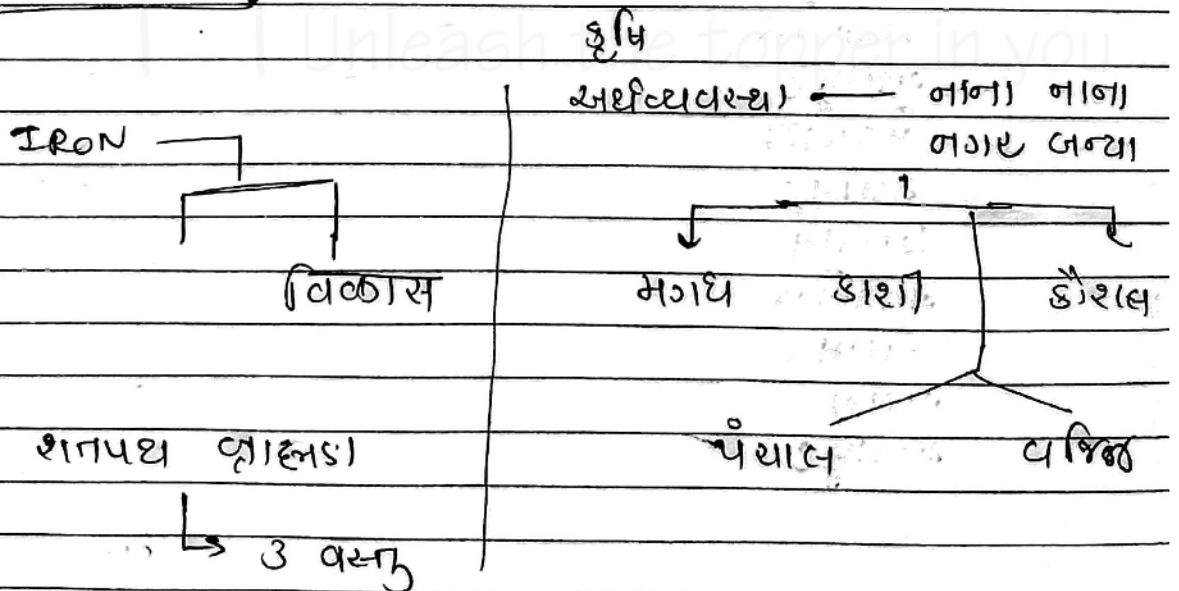 Unleash the topper in you
કૃષિ
અર્થવ્યવસ્થા — નાના નાના
નગર બન્યા
IRON
વિકાસ
મગધ કાશી કૌશલ
શતપથ બ્રાહ્મણ
પંચાલ વજ્જિ
→ 3 વસ્તુ